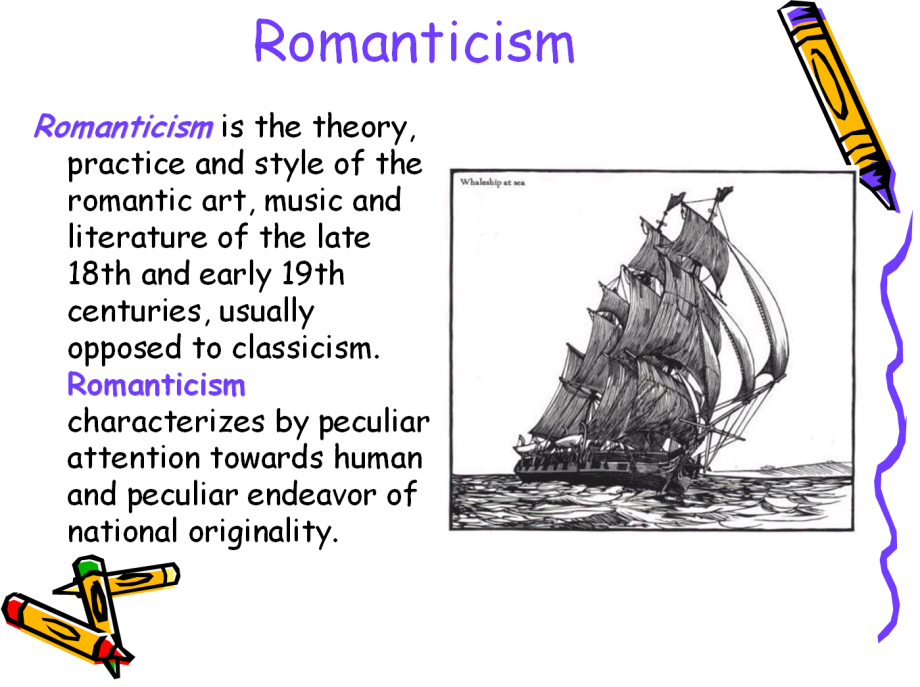 Romanticism
Romanticism is the theory,
practice and style of the
romantic art, music and
literature of the late
18th and early 19th
centuries, usually
opposed to classicism.
Romanticism
characterizes by peculiar
attention towards human
and peculiar endeavor of
national originality.
Whaleship at sea